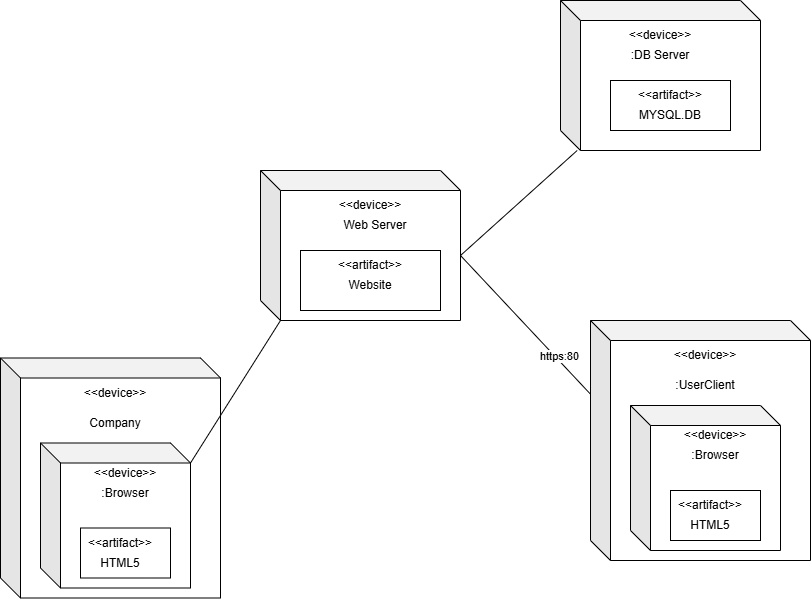 <<device>>
:DB Server
<<artifact>>
MYSQL.DB
<<device>>
Web Server
<<artifact>>
Website
https:80
<<device>>
:UserClient
<<device>>
:Browser
<<artifact>>
HTML5
<<device>>
Company
<<device>>
:Browser
<<artifact>>
HTML5